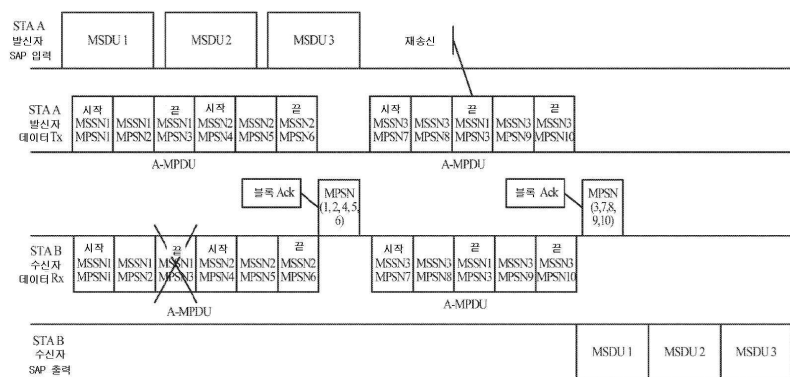 STA A
발신자
SAP 입력
MSDU 1
MSDU 2
MSDU 3
재송신
STA A
발신자
데이터 Tx
시작
MSSN1
MPSN1
MSSN1
MPSN2
끝
MSSN1
MPSN3
시작
MSSN2
MPSN4
MSSN2
MPSN5
끝
MSSN2
MPSN6
시작
MSSN3
MPSN7
MSSN3
MPSN8
끝
MSSN1
MPSN3
MSSN3
MPSN9
끝
MSSN3
MPSN10
A-MPDU
A-MPDU
블록 Ack
MPSN
(1, 2, 4, 5,
6)
블록 Ack
MPSN
(3,7,8,
9,10)
STA B
수신자
데이터 Rx
시작
MSSN1
MPSN1
MSSN1
MPSN2
끝
MSSN1
MPSN3
시작
MSSN2
MPSN4
MSSN2
MPSN5
끝
MSSN2
MPSN6
시작
MSSN3
MPSN7
MSSN3
MPSN8
끝
MSSN1
MPSN3
MSSN3
MPSN9
끝
MSSN3
MPSN10
A-MPDU
A-MPDU
STA B
수신자
SAP 출력
MSDU 1
MSDU 2
MSDU 3